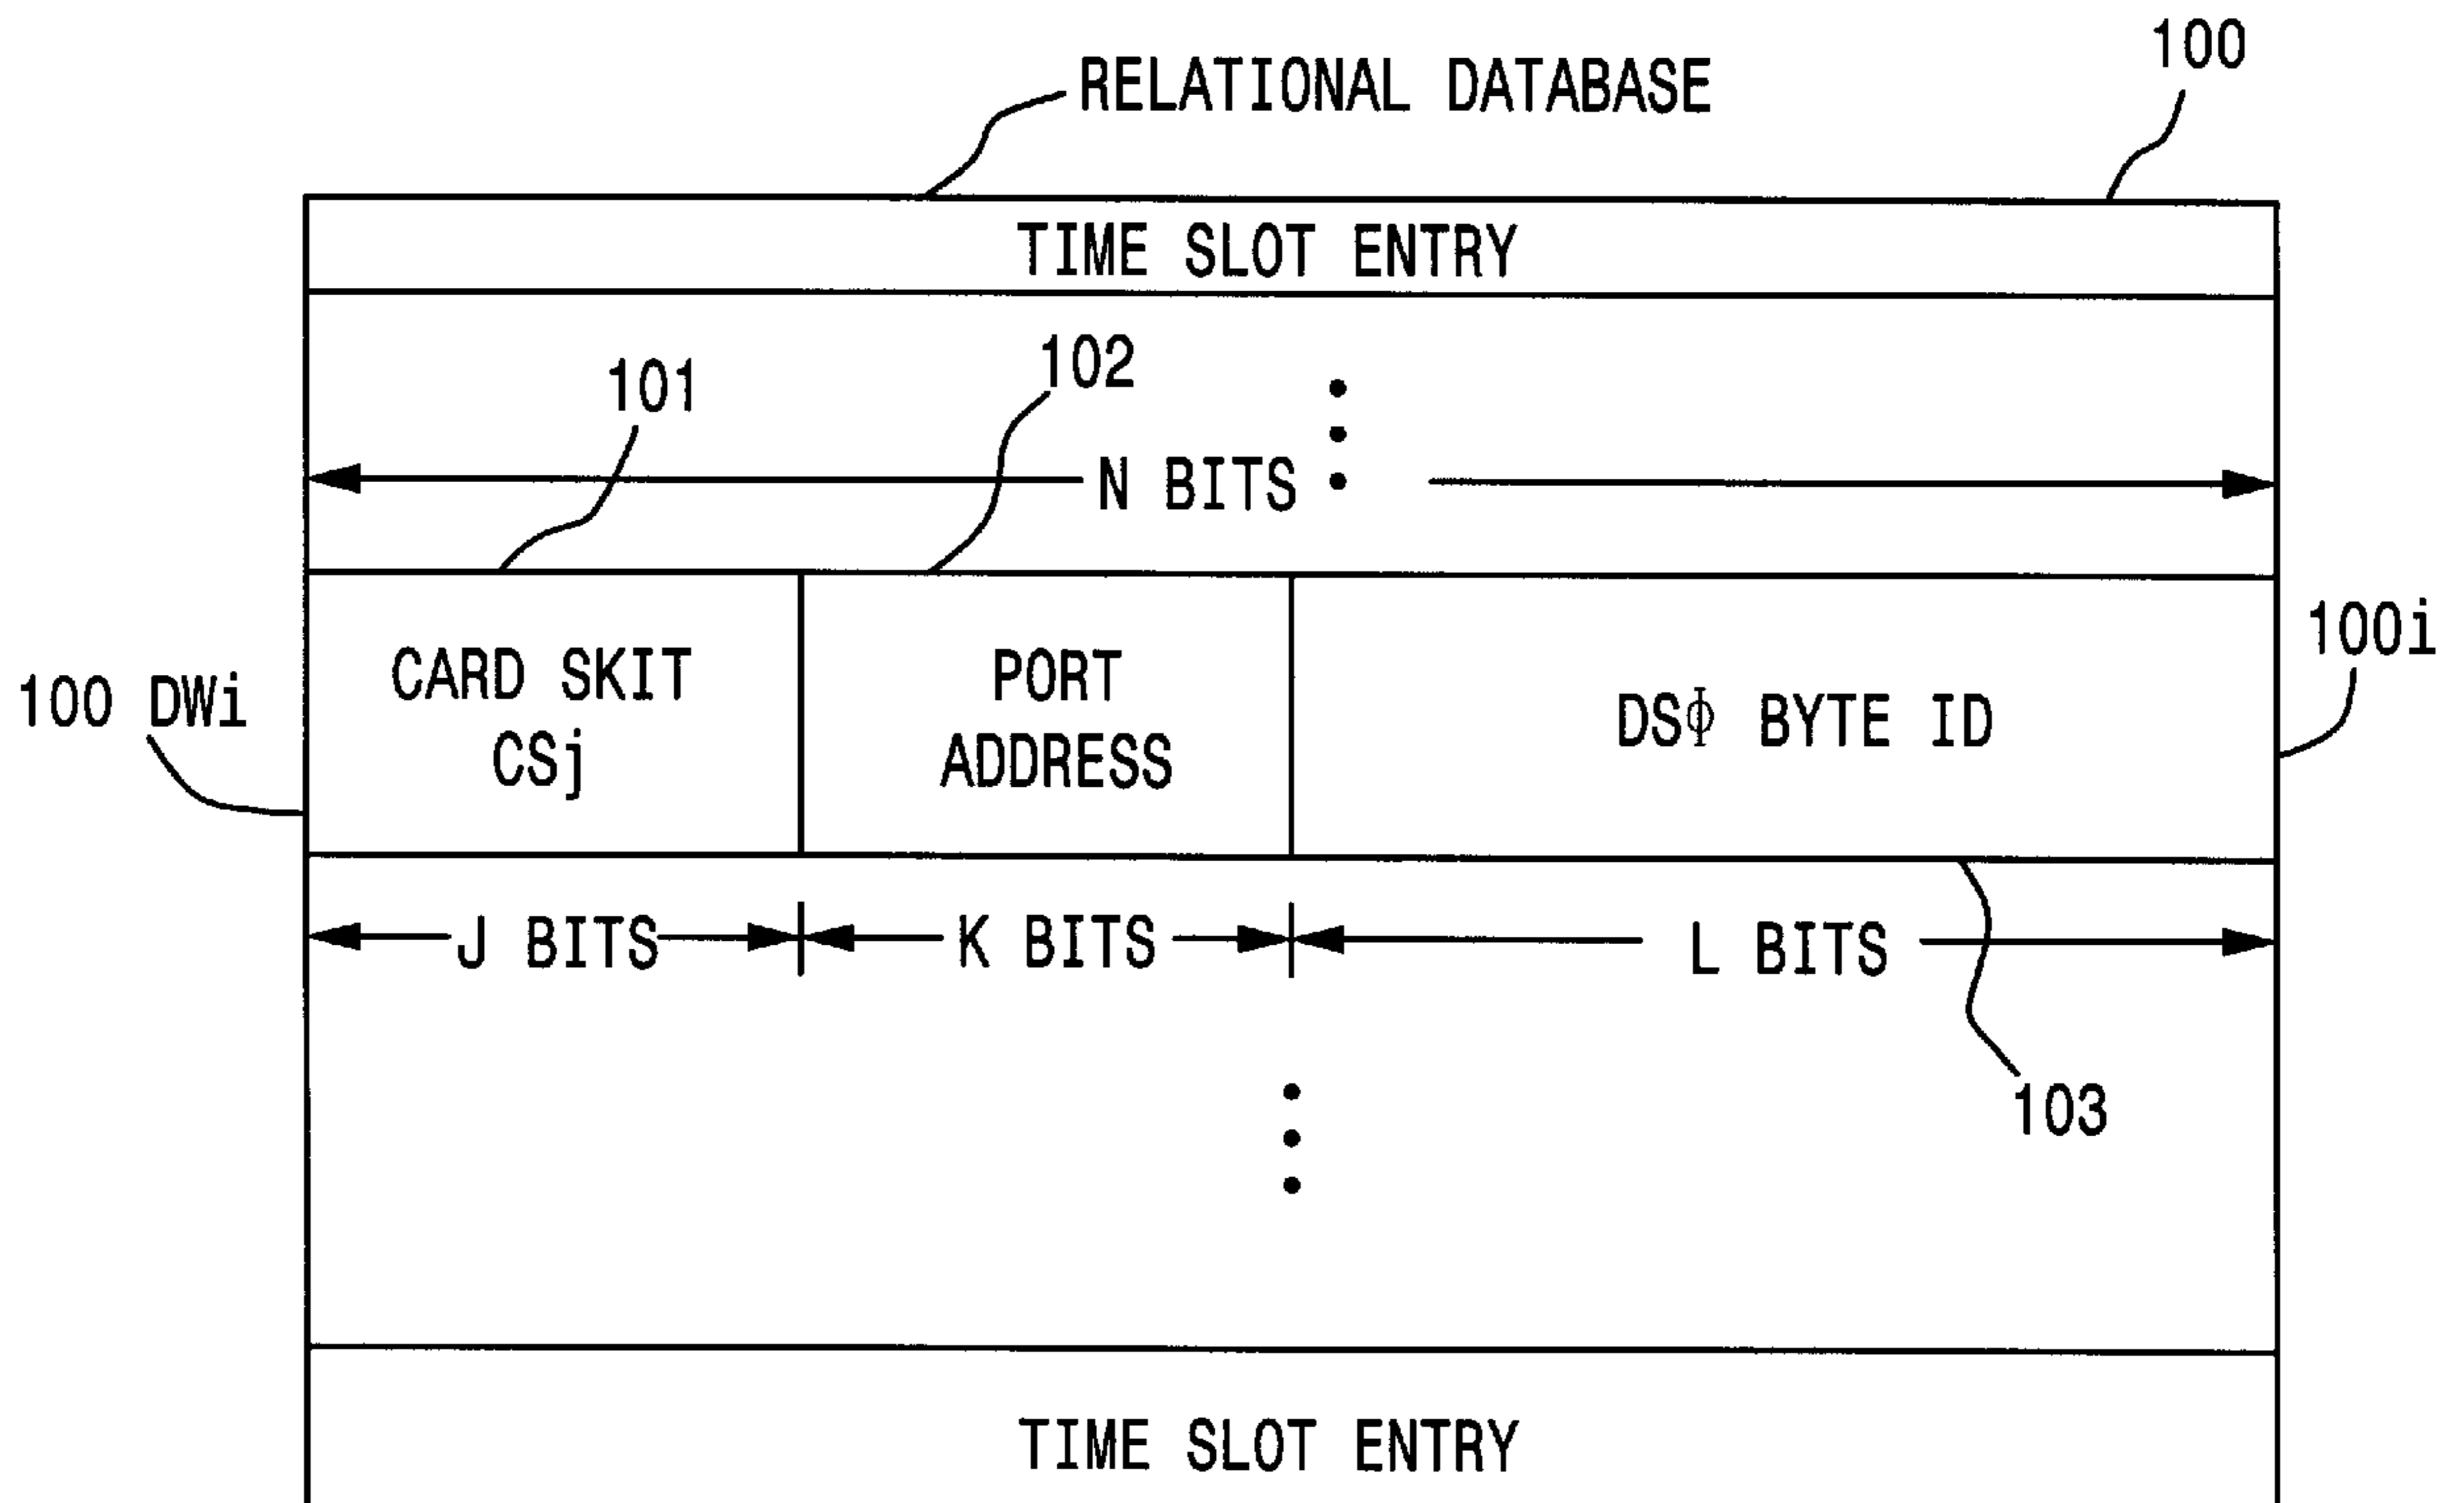 100
RELATIONAL DATABASE
TIME SLOT ENTRY
101
102
N BITS
CARD SKIT
CSj
PORT
ADDRESS
DSɸ BYTE ID
100i
100 DWi
J BITS
K BITS
L BITS
103
TIME SLOT ENTRY